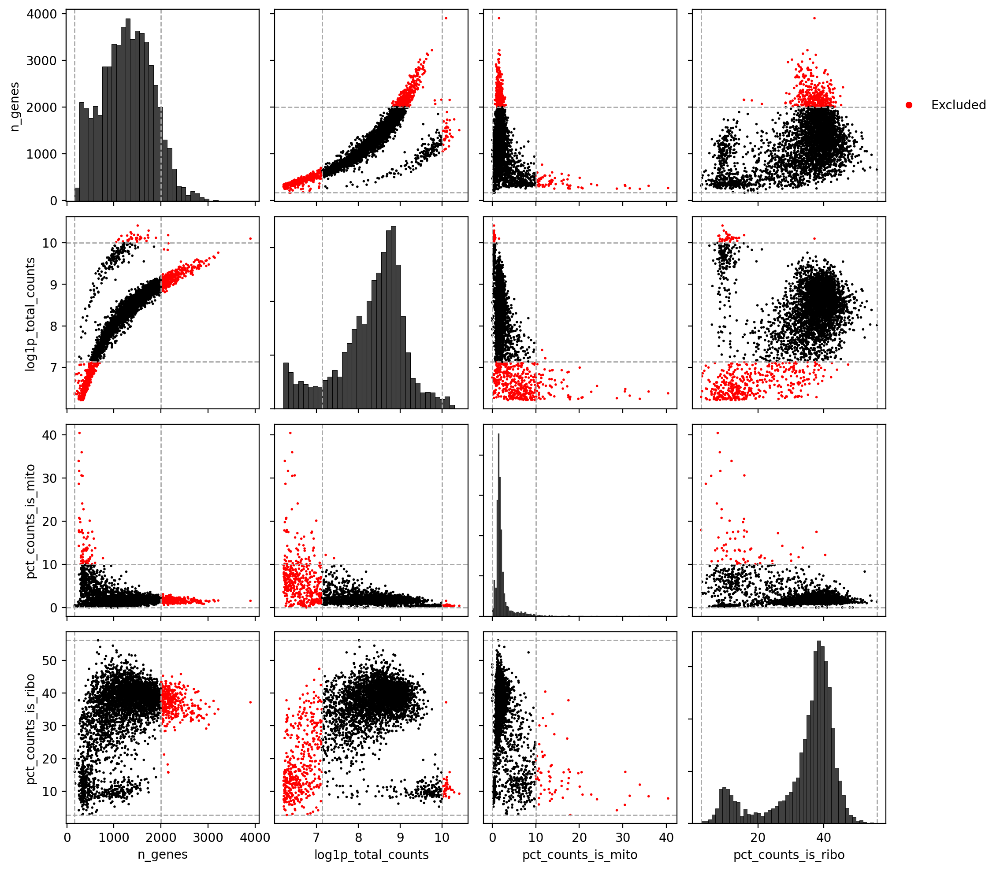 4000
3000
2000
1000
0
n_genes
Excluded
10
9
8
7
log1p_total_counts
40
30
20
10
0
pct_counts_is_mito
50
40
30
20
10
pct_counts_is_ribo
0 1000 2000 3000 4000
7 8 9 10
0 10 20 30 40
20 40
n_genes
log1p_total_counts
pct_counts_is_mito
pct_counts_is_ribo